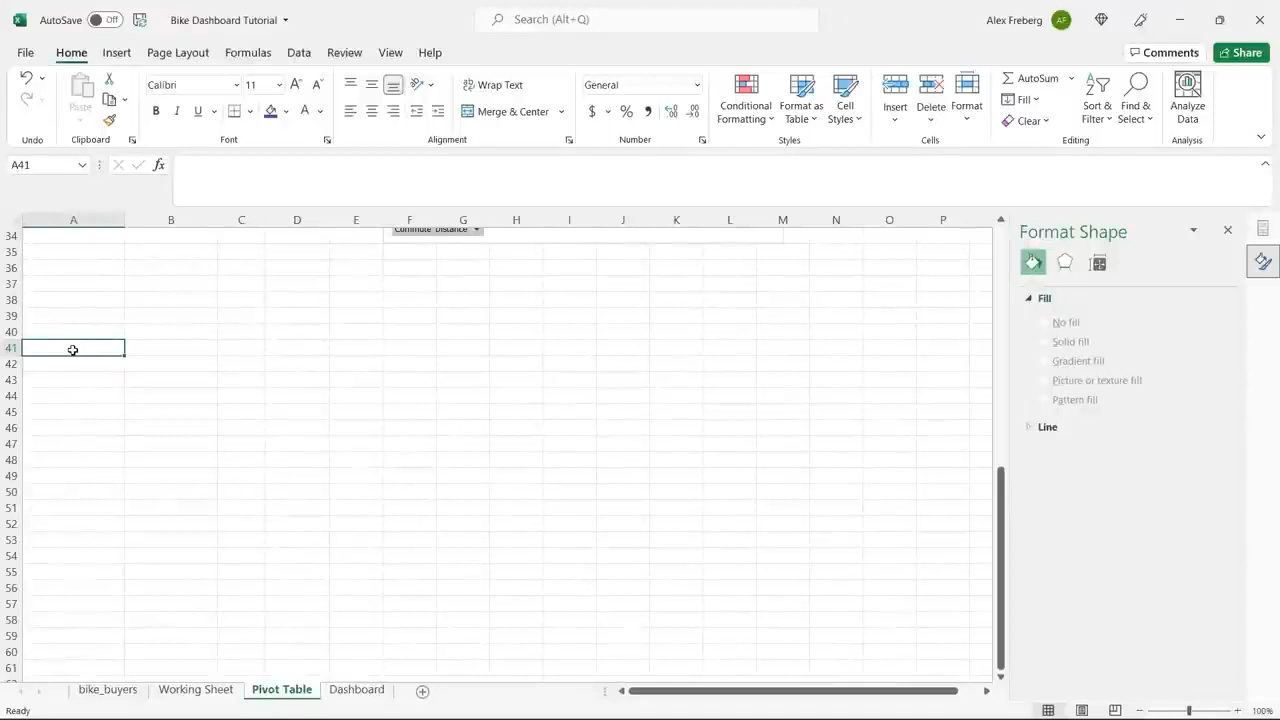 AutoSave Off Bike Dashboard Tutorial Search (Alt+Q) Alex Freberg AF
File Home Insert Page Layout Formulas Data Review View Help Comments Share
Calibri 11 Wrap Text General AutoSum
Paste Conditional Format as Cell Insert Delete Format Fill Sort & Find & Analyze
B I U A Merge & Center $ % Formatting Table Styles Clear Filter Select Data
Undo Clipboard Font Alignment Number Styles Cells Editing Analysis
A41 fx
A B C D E F G H I J K L M N O P
Format Shape
34 Commute Distance
35
36
37
38
39
40
41
42
43
44
45
46
47
48
49
50
51
52
53
54
55
56
57
58
59
60
61
Fill
No fill
Solid fill
Gradient fill
Picture or texture fill
Pattern fill
Line
bike_buyers Working Sheet Pivot Table Dashboard
Ready 100%